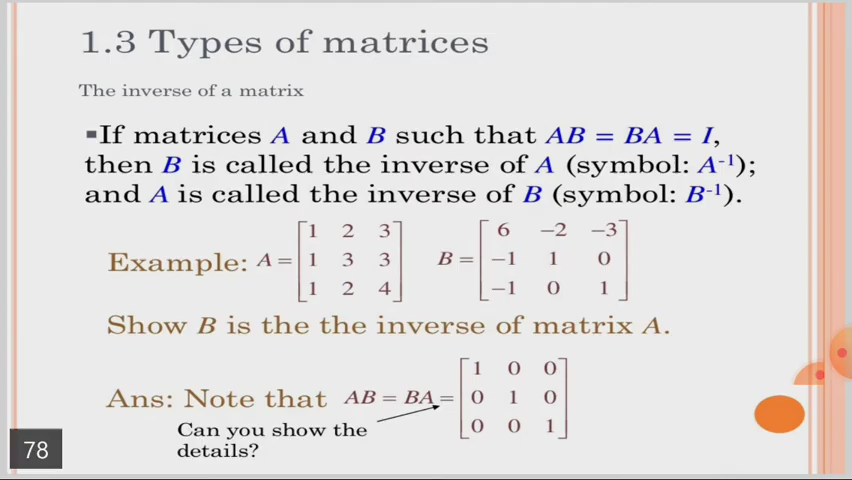 1.3 Types of matrices
The inverse of a matrix
▪If matrices A and B such that AB = BA = I,
then B is called the inverse of A (symbol: A⁻¹);
and A is called the inverse of B (symbol: B⁻¹).
Example: A = [1 2 3; 1 3 3; 1 2 4] B = [6 −2 −3; −1 1 0; −1 0 1]
Show B is the the inverse of matrix A.
Ans: Note that AB = BA = [1 0 0; 0 1 0; 0 0 1]
Can you show the
details?
78